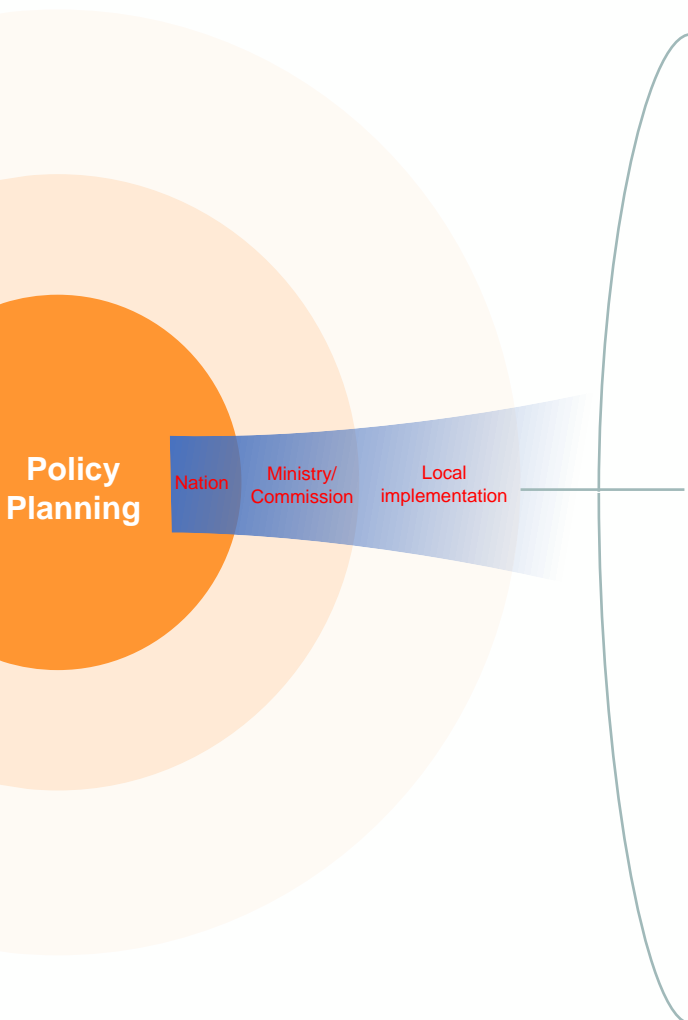 Policy
Planning
Nation
Ministry/
Commission
Local
implementation